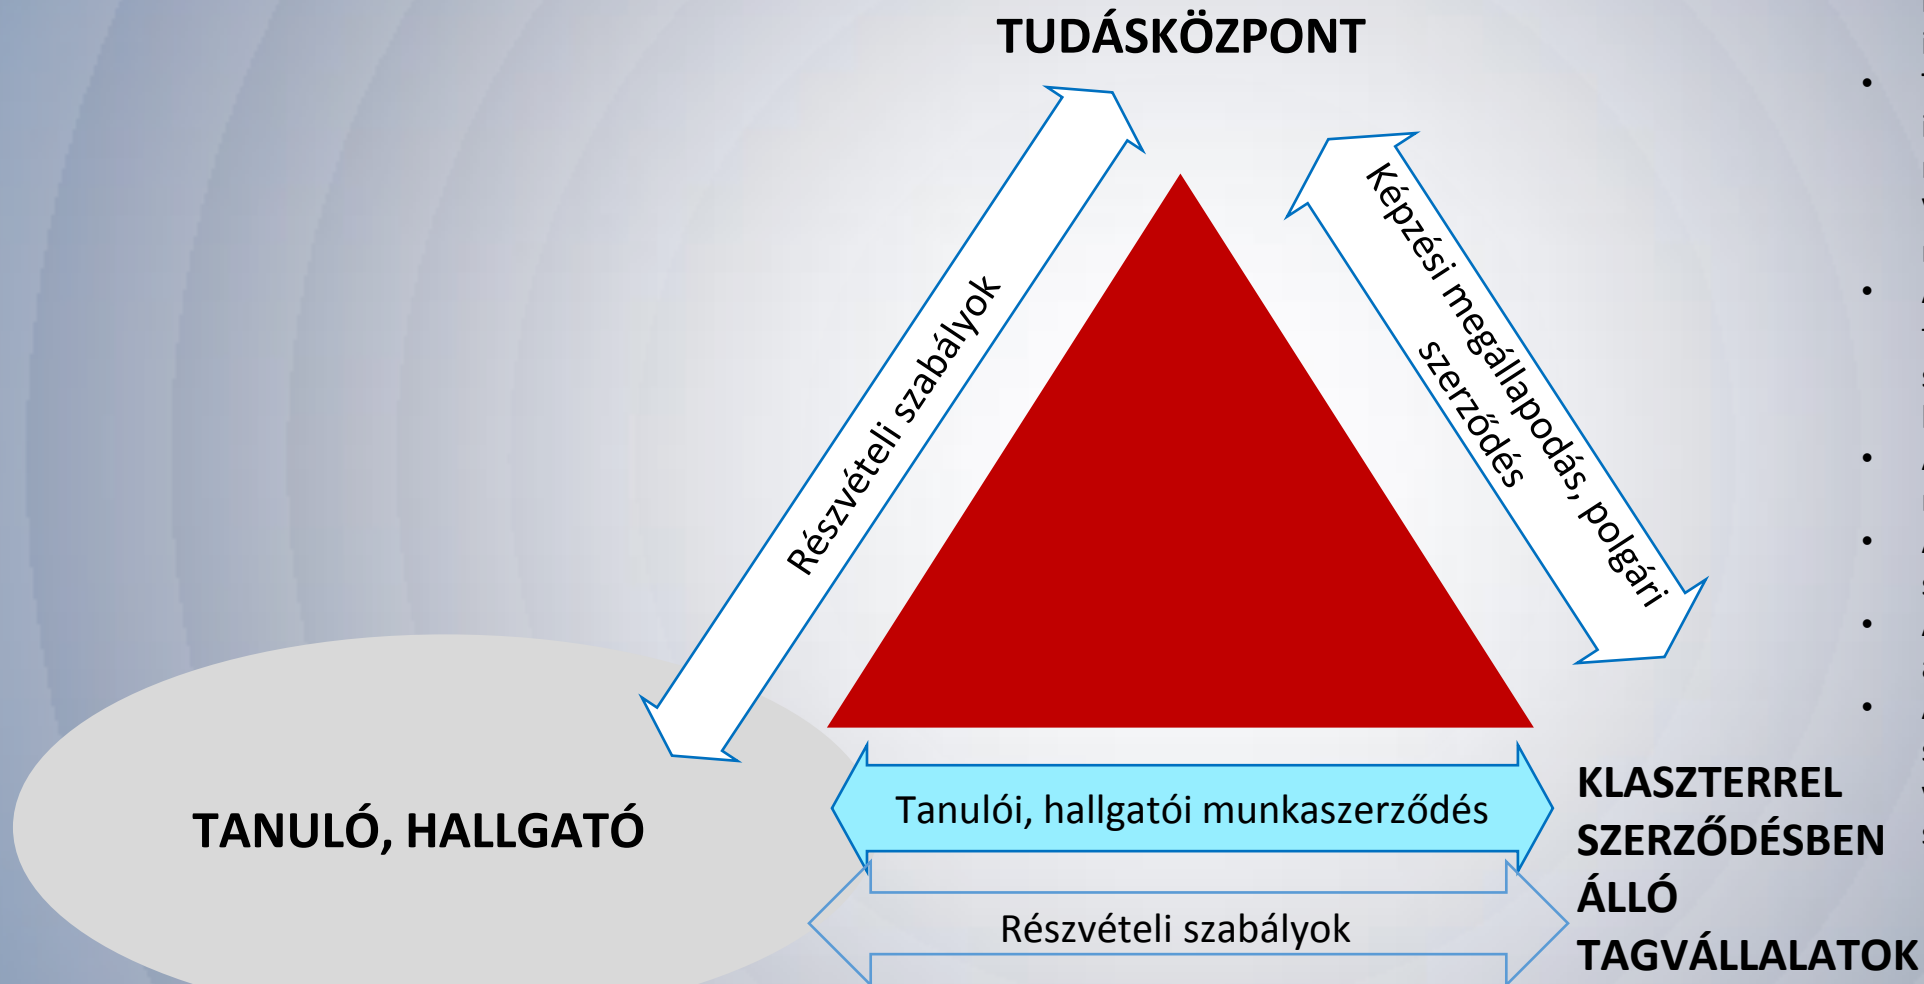 TUDÁSKÖZPONT
Részvételi szabályok
Képzési megállapodás, polgári
szerződés
TANULÓ, HALLGATÓ
Tanulói, hallgatói munkaszerződés
Részvételi szabályok
KLASZTERREL
SZERZŐDÉSBEN
ÁLLÓ
TAGVÁLLALATOK